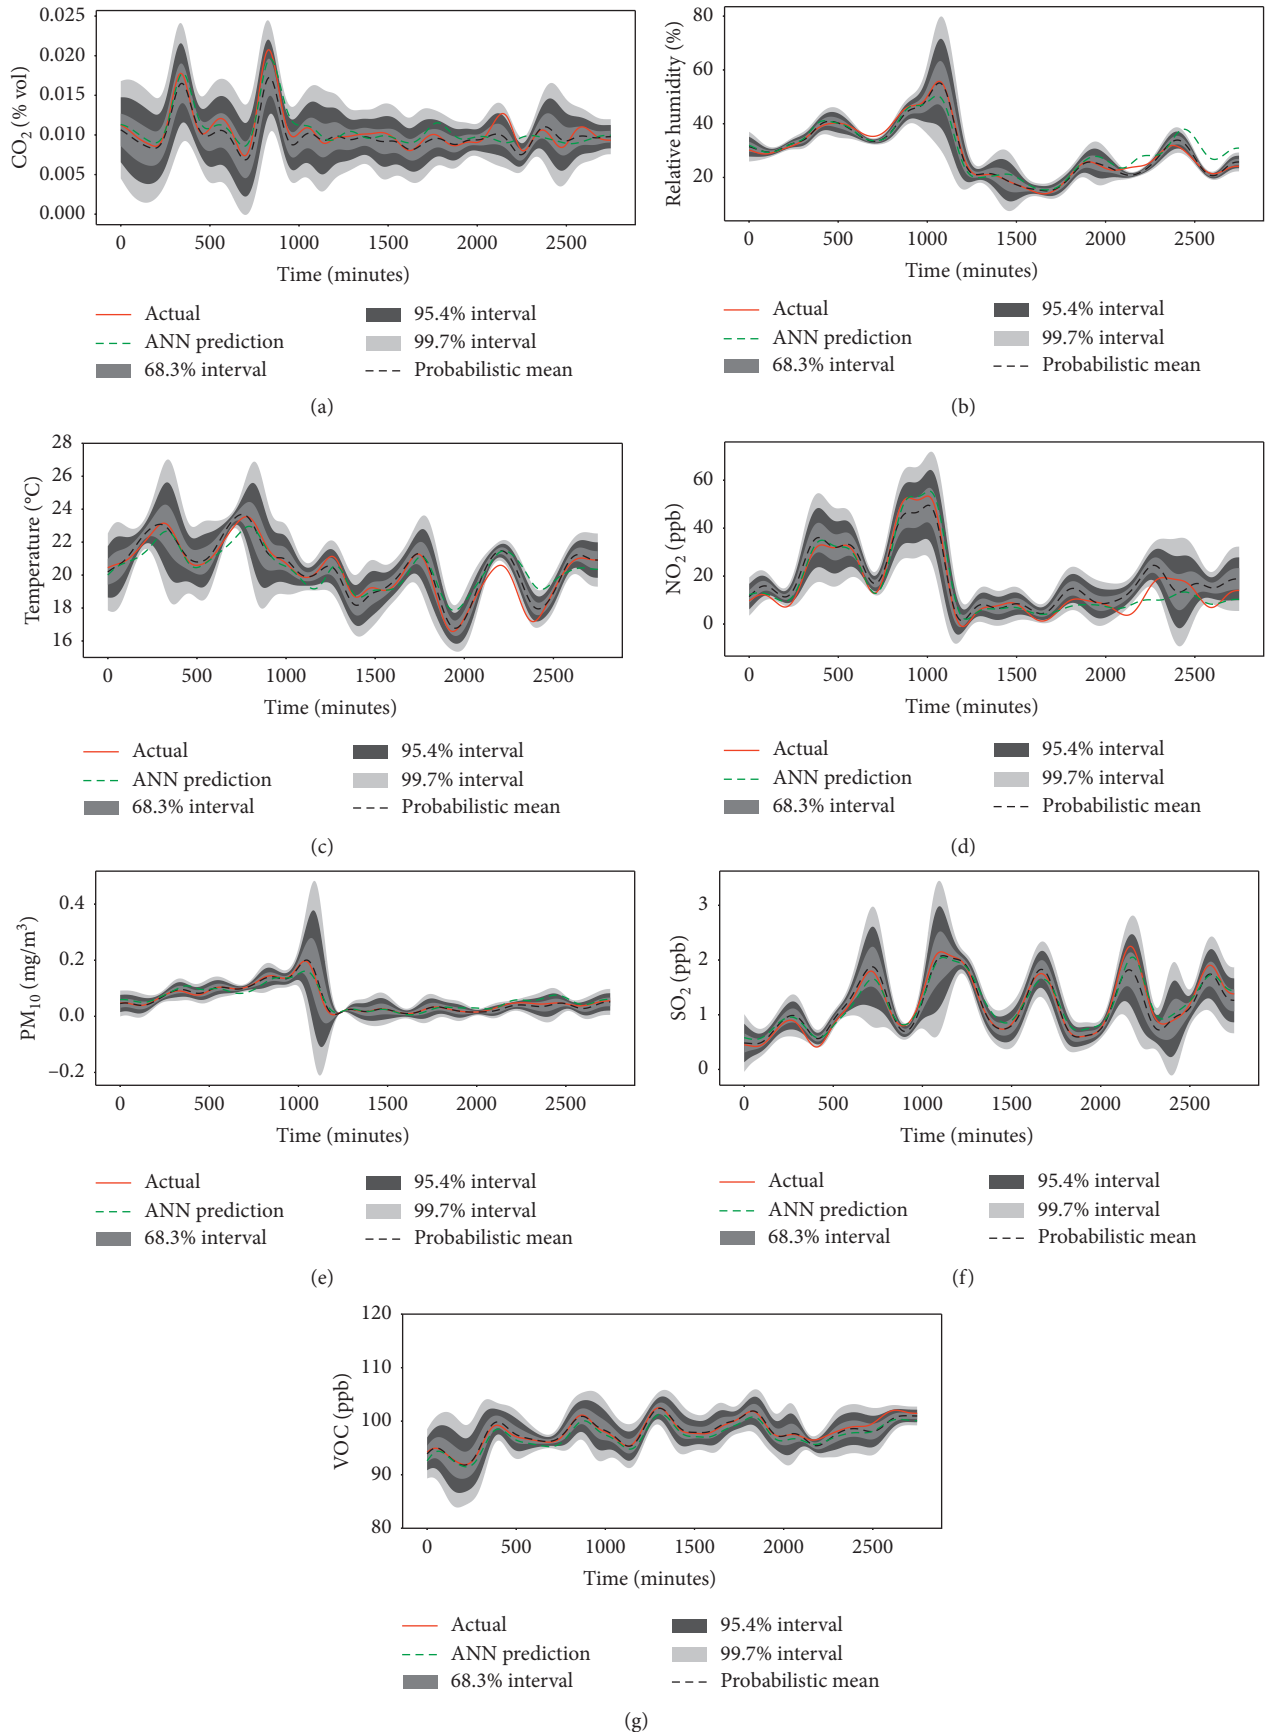 0.025
0.020
0.015
0.010
0.005
0.000
CO₂ (% vol)
0 500 1000 1500 2000 2500
Time (minutes)
Actual
ANN prediction
68.3% interval
95.4% interval
99.7% interval
Probabilistic mean
(a)
80
60
40
20
Relative humidity (%)
0 500 1000 1500 2000 2500
Time (minutes)
Actual
ANN prediction
68.3% interval
95.4% interval
99.7% interval
Probabilistic mean
(b)
28
26
24
22
20
18
16
Temperature (°C)
0 500 1000 1500 2000 2500
Time (minutes)
Actual
ANN prediction
68.3% interval
95.4% interval
99.7% interval
Probabilistic mean
(c)
60
40
20
0
NO₂ (ppb)
0 500 1000 1500 2000 2500
Time (minutes)
Actual
ANN prediction
68.3% interval
95.4% interval
99.7% interval
Probabilistic mean
(d)
0.4
0.2
0.0
−0.2
PM₁₀ (mg/m³)
0 500 1000 1500 2000 2500
Time (minutes)
Actual
ANN prediction
68.3% interval
95.4% interval
99.7% interval
Probabilistic mean
(e)
3
2
1
0
SO₂ (ppb)
0 500 1000 1500 2000 2500
Time (minutes)
Actual
ANN prediction
68.3% interval
95.4% interval
99.7% interval
Probabilistic mean
(f)
120
110
100
90
80
VOC (ppb)
0 500 1000 1500 2000 2500
Time (minutes)
Actual
ANN prediction
68.3% interval
95.4% interval
99.7% interval
Probabilistic mean
(g)